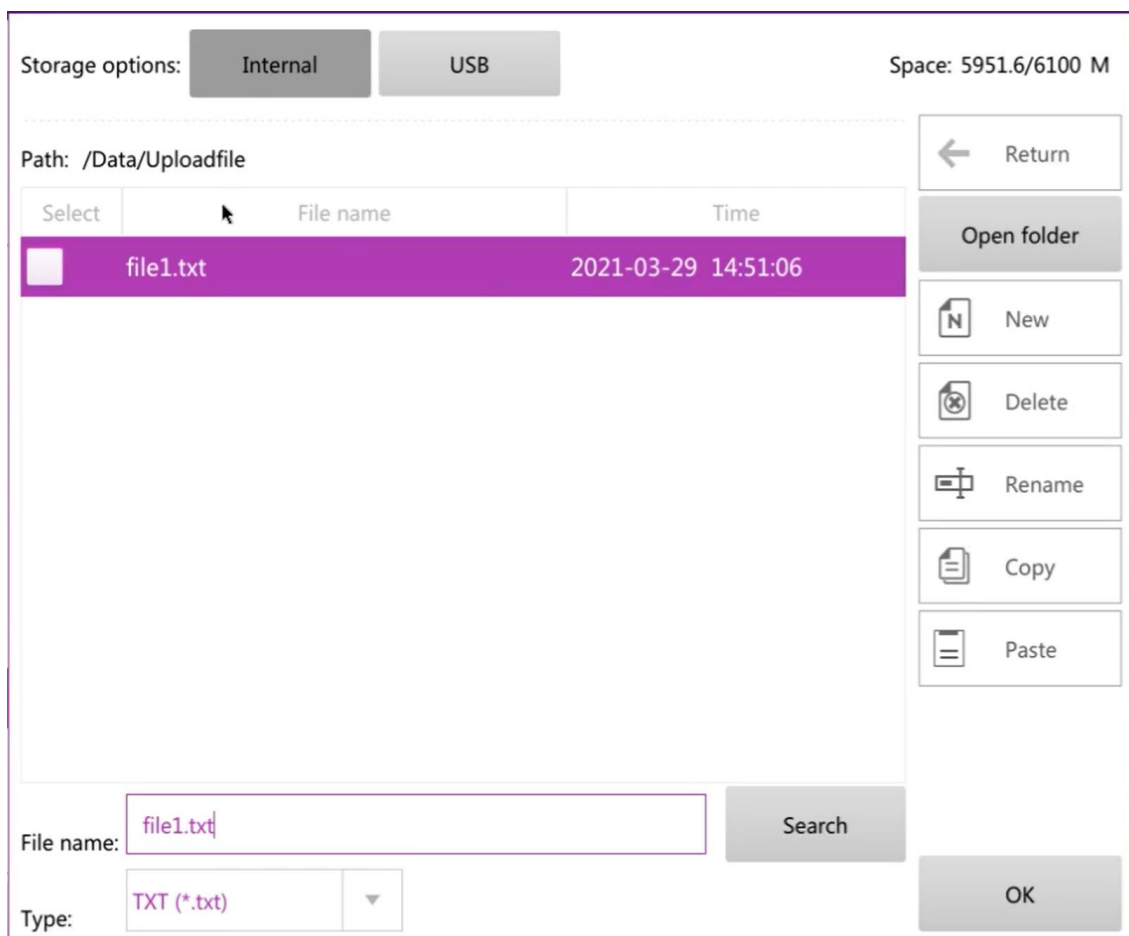 Storage options: Internal USB Space: 5951.6/6100 M
Path: /Data/Uploadfile
Return
Select File name Time
Open folder
file1.txt 2021-03-29 14:51:06
New
Delete
Rename
Copy
Paste
File name: file1.txt Search
Type: TXT (*.txt) OK